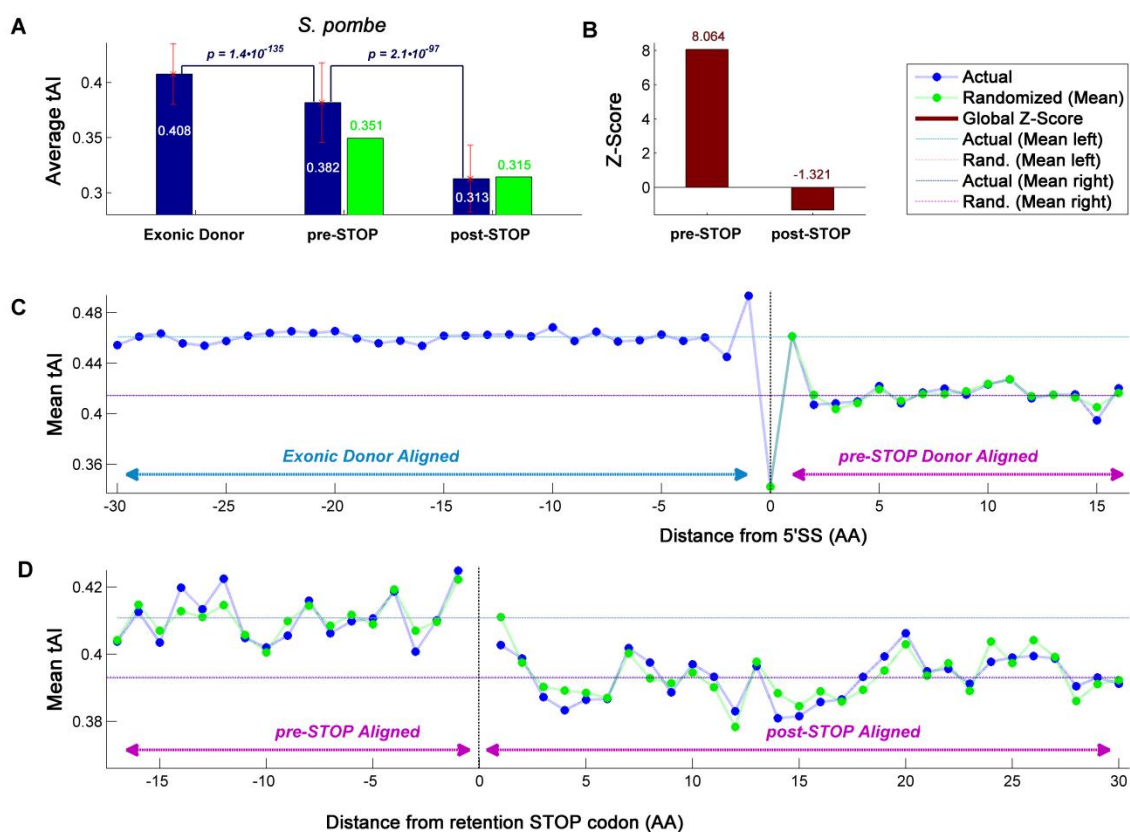 A
S. pombe
p = 1.4•10^-135
p = 2.1•10^-97
Average tAI
0.4
0.35
0.3
0.408
0.382
0.351
0.313
0.315
Exonic Donor
pre-STOP
post-STOP
B
Z-Score
8
6
4
2
0
8.064
-1.321
pre-STOP
post-STOP
Actual
Randomized (Mean)
Global Z-Score
Actual (Mean left)
Rand. (Mean left)
Actual (Mean right)
Rand. (Mean right)
C
Mean tAI
0.48
0.44
0.4
0.36
Exonic Donor Aligned
pre-STOP Donor Aligned
-30 -25 -20 -15 -10 -5 0 5 10 15
Distance from 5'SS (AA)
D
Mean tAI
0.42
0.4
0.38
pre-STOP Aligned
post-STOP Aligned
-15 -10 -5 0 5 10 15 20 25 30
Distance from retention STOP codon (AA)